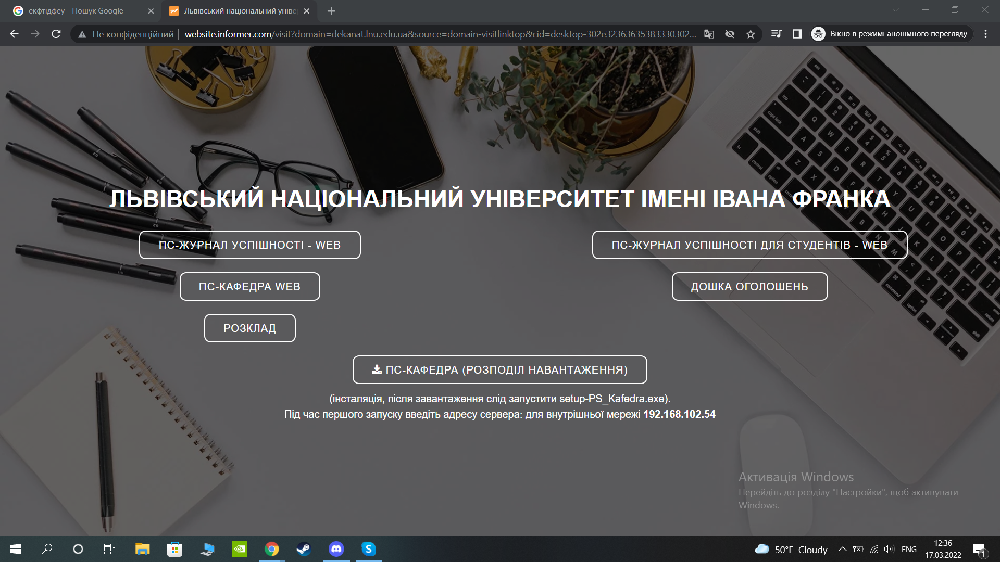 екфтідфеу - Пошук Google
Львівський національний уніве
Не конфіденційний
website.informer.com/visit?domain=dekanat.lnu.edu.ua&source=domain-visitlinktop&cid=desktop-302e32363635383330302...
Вікно в режимі анонімного перегляду
ЛЬВІВСЬКИЙ НАЦІОНАЛЬНИЙ УНІВЕРСИТЕТ ІМЕНІ ІВАНА ФРАНКА
ПС-ЖУРНАЛ УСПІШНОСТІ - WEB
ПС-ЖУРНАЛ УСПІШНОСТІ ДЛЯ СТУДЕНТІВ - WEB
ПС-КАФЕДРА WEB
ДОШКА ОГОЛОШЕНЬ
РОЗКЛАД
ПС-КАФЕДРА (РОЗПОДІЛ НАВАНТАЖЕННЯ)
(інсталяція, після завантаження слід запустити setup-PS_Kafedra.exe).
Під час першого запуску введіть адресу сервера: для внутрішньої мережі 192.168.102.54
Активація Windows
Перейдіть до розділу "Настройки", щоб активувати
Windows.
50°F Cloudy
ENG
12:36
17.03.2022
1